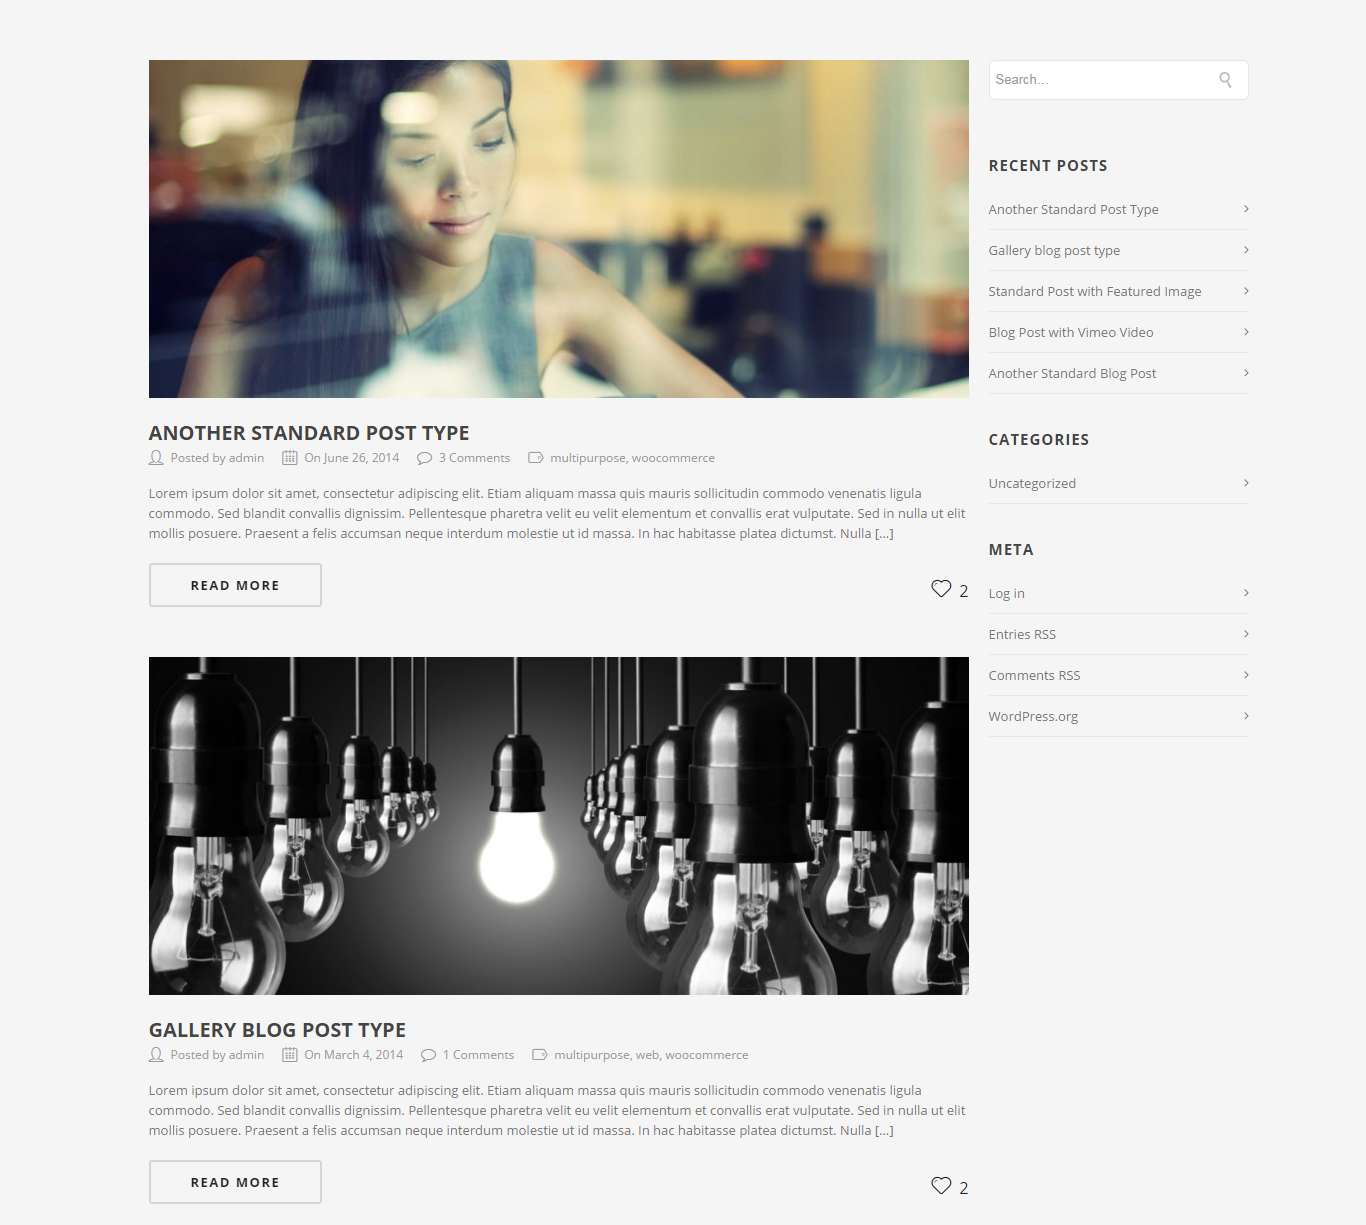 ANOTHER STANDARD POST TYPE
Posted by admin On June 26, 2014 3 Comments multipurpose, woocommerce
Lorem ipsum dolor sit amet, consectetur adipiscing elit. Etiam aliquam massa quis mauris sollicitudin commodo venenatis ligula
commodo. Sed blandit convallis dignissim. Pellentesque pharetra velit eu velit elementum et convallis erat vulputate. Sed in nulla ut elit
mollis posuere. Praesent a felis accumsan neque interdum molestie ut id massa. In hac habitasse platea dictumst. Nulla [...]
READ MORE
2
GALLERY BLOG POST TYPE
Posted by admin On March 4, 2014 1 Comments multipurpose, web, woocommerce
Lorem ipsum dolor sit amet, consectetur adipiscing elit. Etiam aliquam massa quis mauris sollicitudin commodo venenatis ligula
commodo. Sed blandit convallis dignissim. Pellentesque pharetra velit eu velit elementum et convallis erat vulputate. Sed in nulla ut elit
mollis posuere. Praesent a felis accumsan neque interdum molestie ut id massa. In hac habitasse platea dictumst. Nulla [...]
READ MORE
2
Search...
RECENT POSTS
Another Standard Post Type
Gallery blog post type
Standard Post with Featured Image
Blog Post with Vimeo Video
Another Standard Blog Post
CATEGORIES
Uncategorized
META
Log in
Entries RSS
Comments RSS
WordPress.org